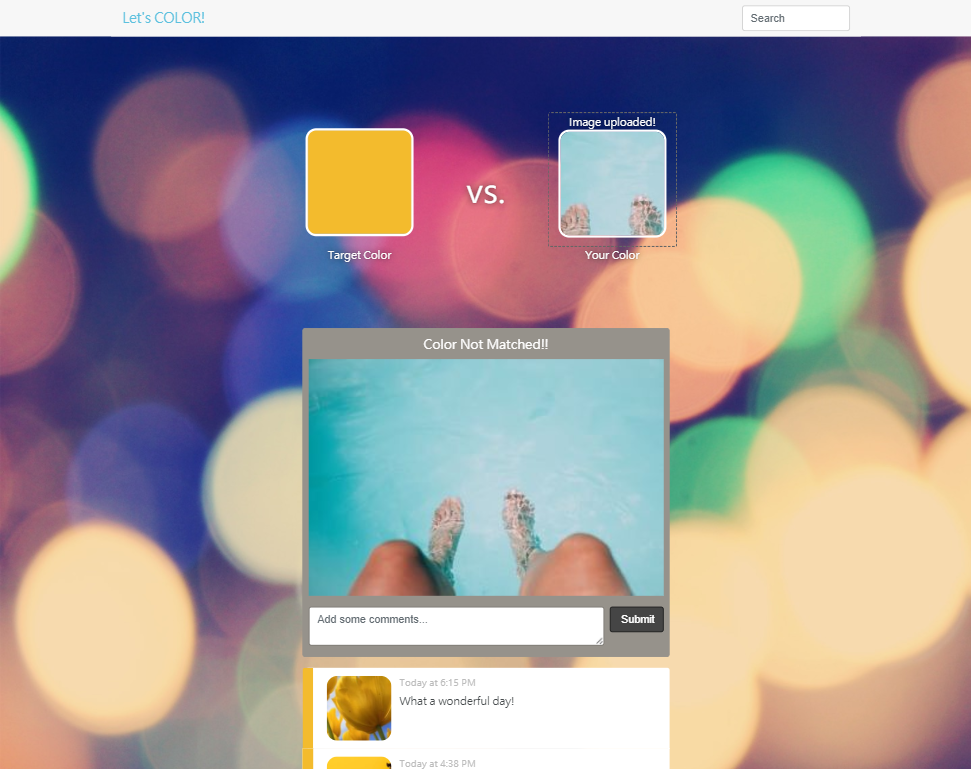 Let's COLOR!
Search
Image uploaded!
VS.
Target Color
Your Color
Color Not Matched!!
Add some comments...
Submit
Today at 6:15 PM
What a wonderful day!
Today at 4:38 PM